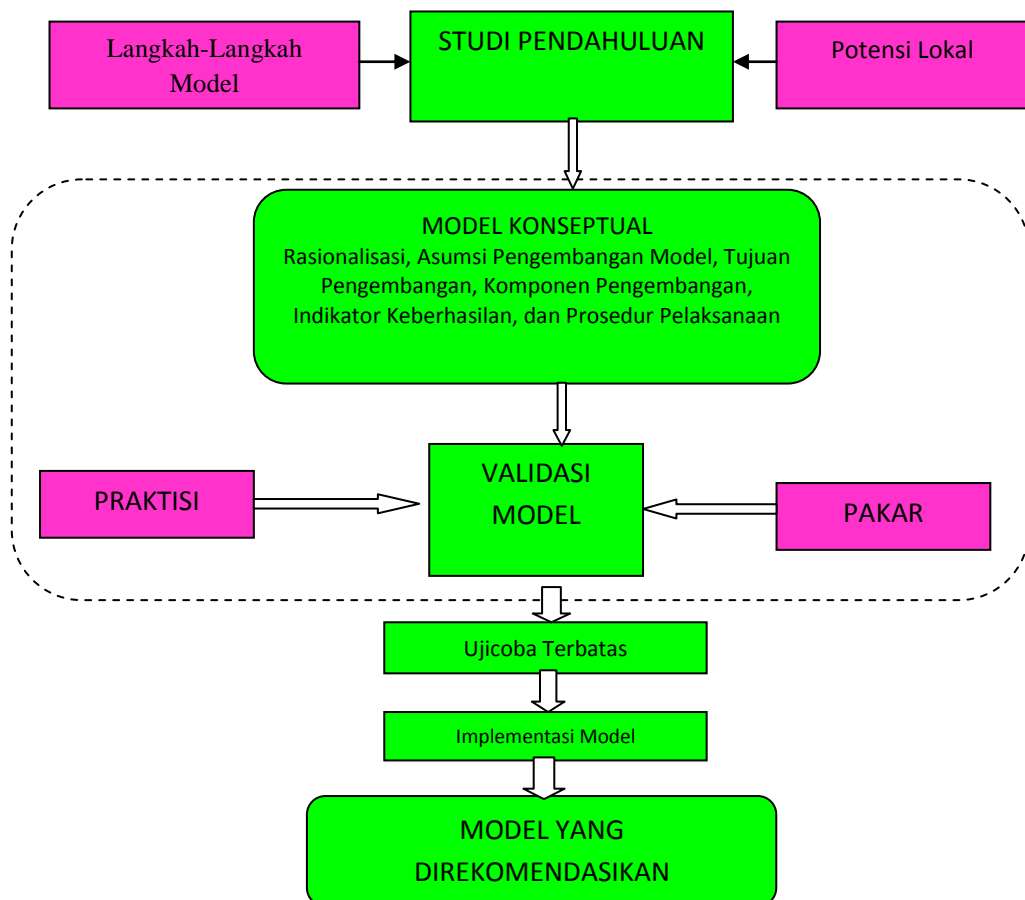 Langkah-Langkah
Model
STUDI PENDAHULUAN
Potensi Lokal
MODEL KONSEPTUAL
Rasionalisasi, Asumsi Pengembangan Model, Tujuan
Pengembangan, Komponen Pengembangan,
Indikator Keberhasilan, dan Prosedur Pelaksanaan
PRAKTISI
VALIDASI
MODEL
PAKAR
Ujicoba Terbatas
Implementasi Model
MODEL YANG
DIREKOMENDASIKAN